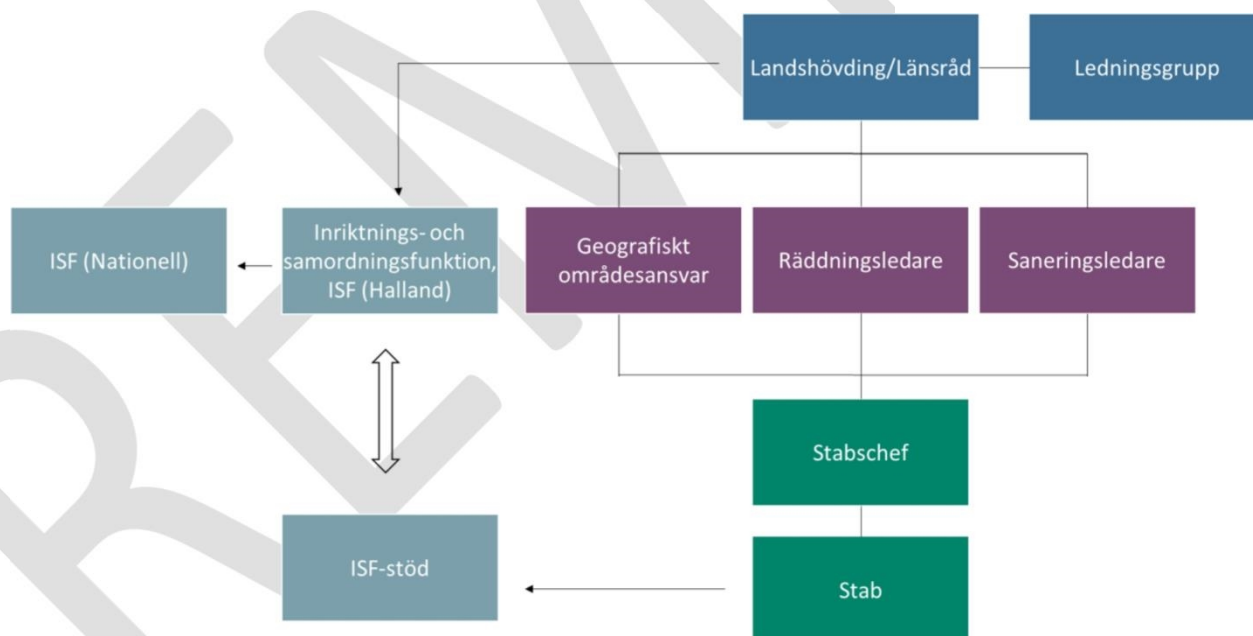 Landshövding/Länsråd
Ledningsgrupp
ISF (Nationell)
Inriktnings- och
samordningsfunktion,
ISF (Halland)
Geografiskt
områdesansvar
Räddningsledare
Saneringsledare
Stabschef
ISF-stöd
Stab